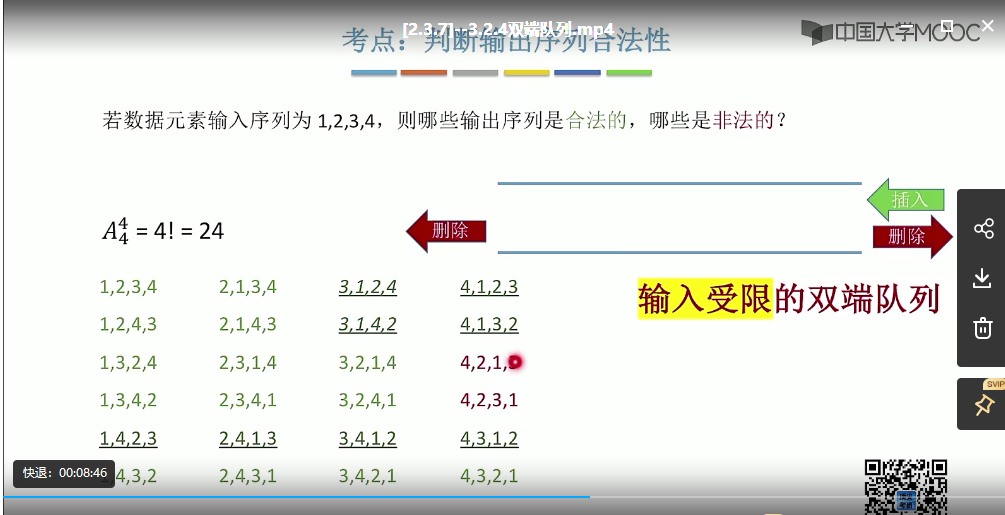 [2.3.7]--3.2.4双端队列.mp4
考点：判断输出序列合法性
中国大学MOOC
若数据元素输入序列为 1,2,3,4，则哪些输出序列是合法的，哪些是非法的？
插入
删除
删除
A₄⁴ = 4! = 24
输入受限的双端队列
1,2,3,4 2,1,3,4 3,1,2,4 4,1,2,3
1,2,4,3 2,1,4,3 3,1,4,2 4,1,3,2
1,3,2,4 2,3,1,4 3,2,1,4 4,2,1,
1,3,4,2 2,3,4,1 3,2,4,1 4,2,3,1
1,4,2,3 2,4,1,3 3,4,1,2 4,3,1,2
4,3,2 2,4,3,1 3,4,2,1 4,3,2,1
快退：00:08:46
SVIP